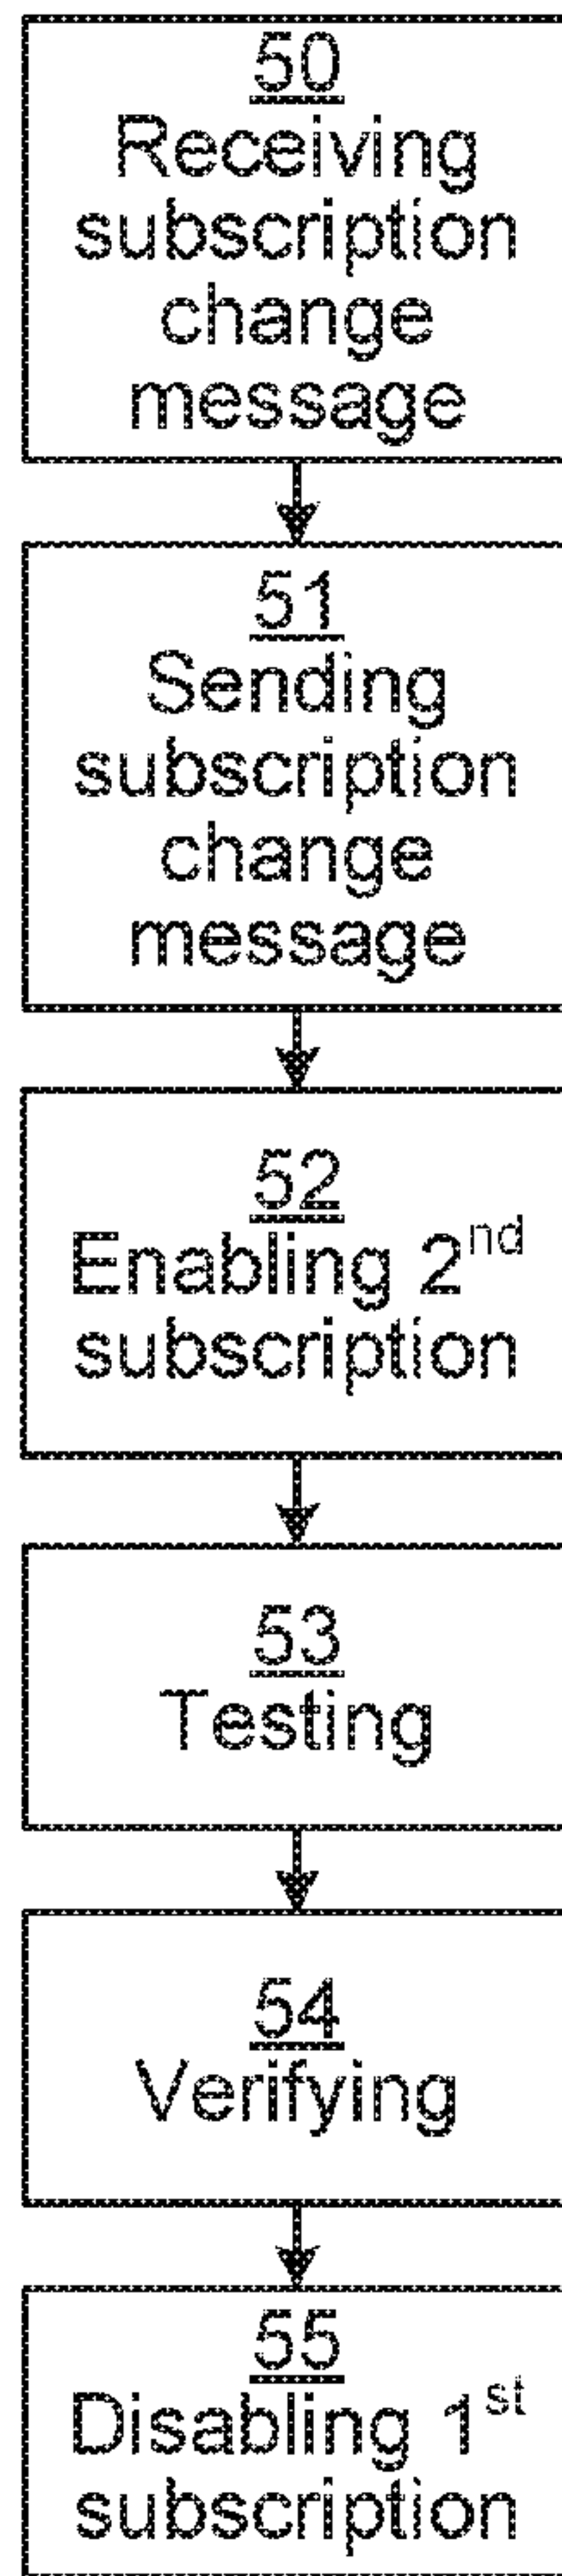 50
Receiving
subscription
change
message
51
Sending
subscription
change
message
52
Enabling 2nd
subscription
53
Testing
54
Verifying
55
Disabling 1st
subscription